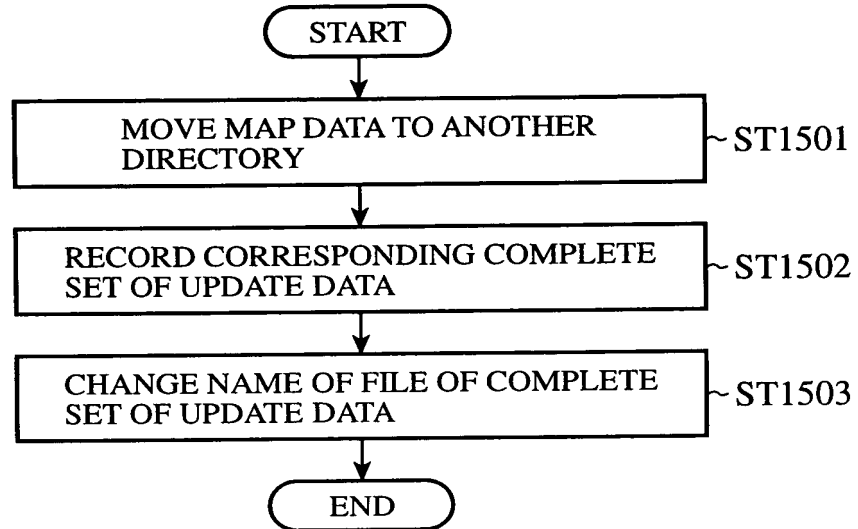 START
MOVE MAP DATA TO ANOTHER
DIRECTORY
ST1501
RECORD CORRESPONDING COMPLETE
SET OF UPDATE DATA
ST1502
CHANGE NAME OF FILE OF COMPLETE
SET OF UPDATE DATA
ST1503
END